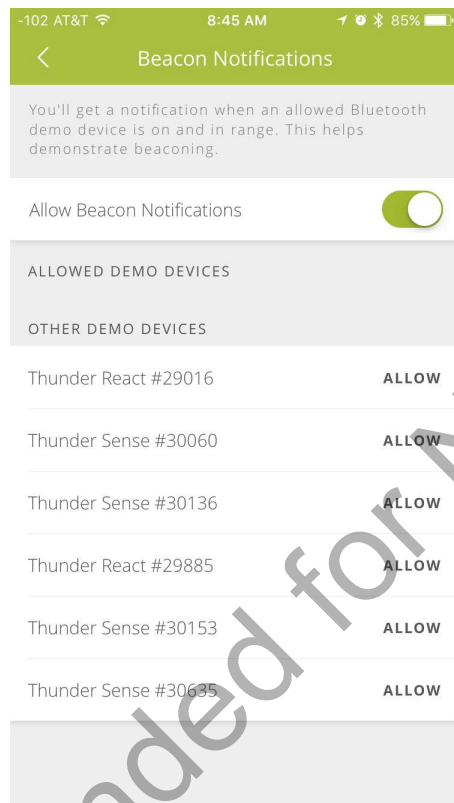 -102 AT&T 8:45 AM 85%
Beacon Notifications
You'll get a notification when an allowed Bluetooth
demo device is on and in range. This helps
demonstrate beaconing.
Allow Beacon Notifications
ALLOWED DEMO DEVICES
OTHER DEMO DEVICES
Thunder React #29016 ALLOW
Thunder Sense #30060 ALLOW
Thunder Sense #30136 ALLOW
Thunder React #29885 ALLOW
Thunder Sense #30153 ALLOW
Thunder Sense #30635 ALLOW
nded for